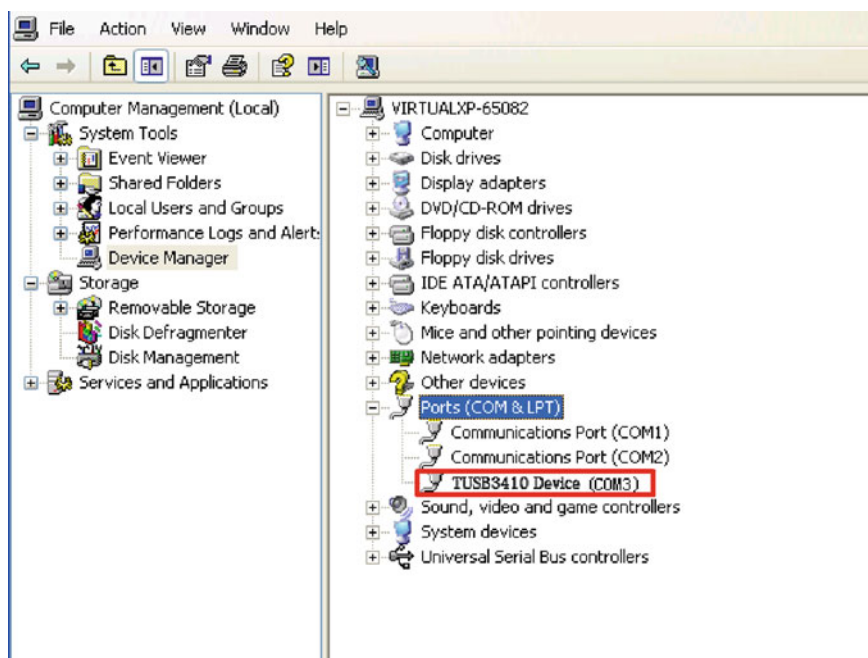 File Action View Window Help
Computer Management (Local)
System Tools
Event Viewer
Shared Folders
Local Users and Groups
Performance Logs and Alert:
Device Manager
Storage
Removable Storage
Disk Defragmenter
Disk Management
Services and Applications
VIRTUALXP-65082
Computer
Disk drives
Display adapters
DVD/CD-ROM drives
Floppy disk controllers
Floppy disk drives
IDE ATA/ATAPI controllers
Keyboards
Mice and other pointing devices
Network adapters
Other devices
Ports (COM & LPT)
Communications Port (COM1)
Communications Port (COM2)
TUSB3410 Device (COM3)
Sound, video and game controllers
System devices
Universal Serial Bus controllers